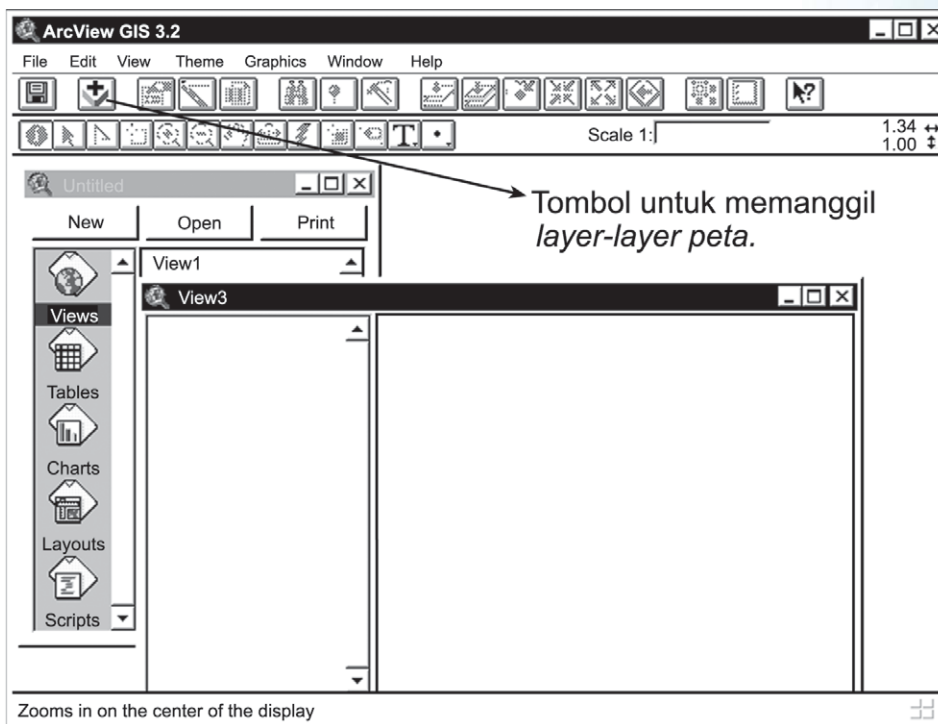 ArcView GIS 3.2
File Edit View Theme Graphics Window Help
T
Scale 1:
1.34
1.00
Untitled
New Open Print
Tombol untuk memanggil
layer-layer peta.
View1
View3
Views
Tables
Charts
Layouts
Scripts
Zooms in on the center of the display